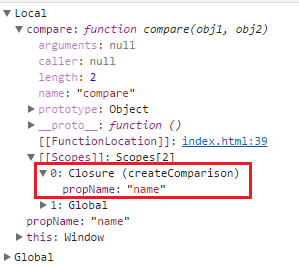 Local
compare: function compare(obj1, obj2)
arguments: null
caller: null
length: 2
name: "compare"
prototype: Object
__proto__: function ()
[[FunctionLocation]]: index.html:39
[[Scopes]]: Scopes[2]
0: Closure (createComparison)
propName: "name"
1: Global
propName: "name"
this: Window
Global